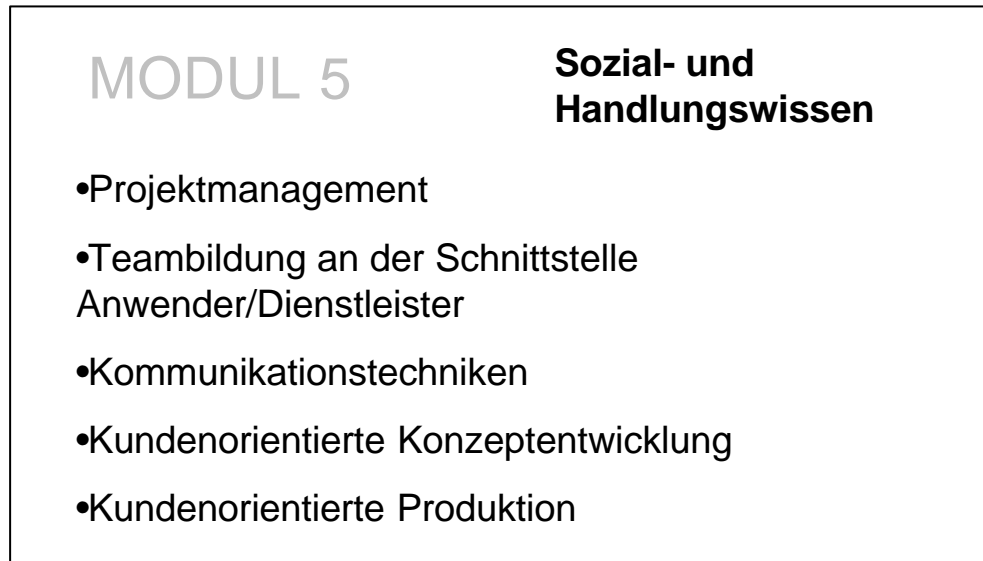 MODUL 5
Sozial- und
Handlungswissen
•Projektmanagement
•Teambildung an der Schnittstelle
Anwender/Dienstleister
•Kommunikationstechniken
•Kundenorientierte Konzeptentwicklung
•Kundenorientierte Produktion